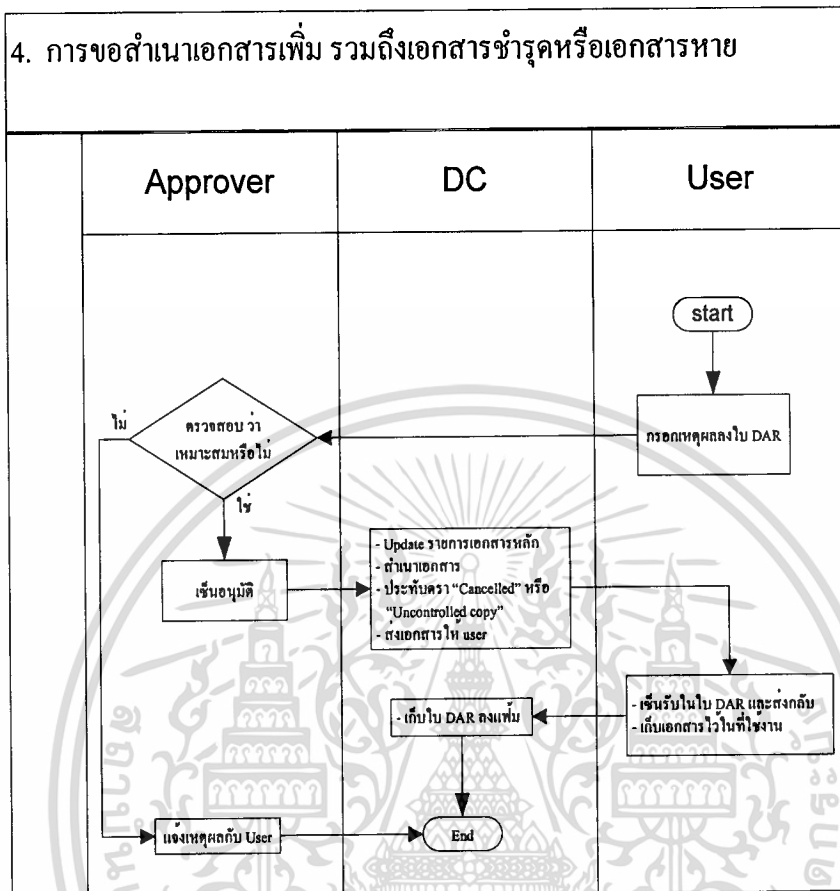 4. การขอสำเนาเอกสารเพิ่ม รวมถึงเอกสารชำรุดหรือเอกสารหาย
Approver
DC
User
start
กรอกเหตุผลลงใบ DAR
ไม่
ตรวจสอบ ว่า
เหมาะสมหรือไม่
ใช่
เซ็นอนุมัติ
- Update รายการเอกสารหลัก
- สำเนาเอกสาร
- ประทับตรา “Cancelled” หรือ
“Uncontrolled copy”
- ส่งเอกสารให้ user
- เซ็นรับในใบ DAR และส่งกลับ
- เก็บเอกสารไว้ในที่ใช้งาน
- เก็บใบ DAR ลงแฟ้ม
แจ้งเหตุผลกับ User
End